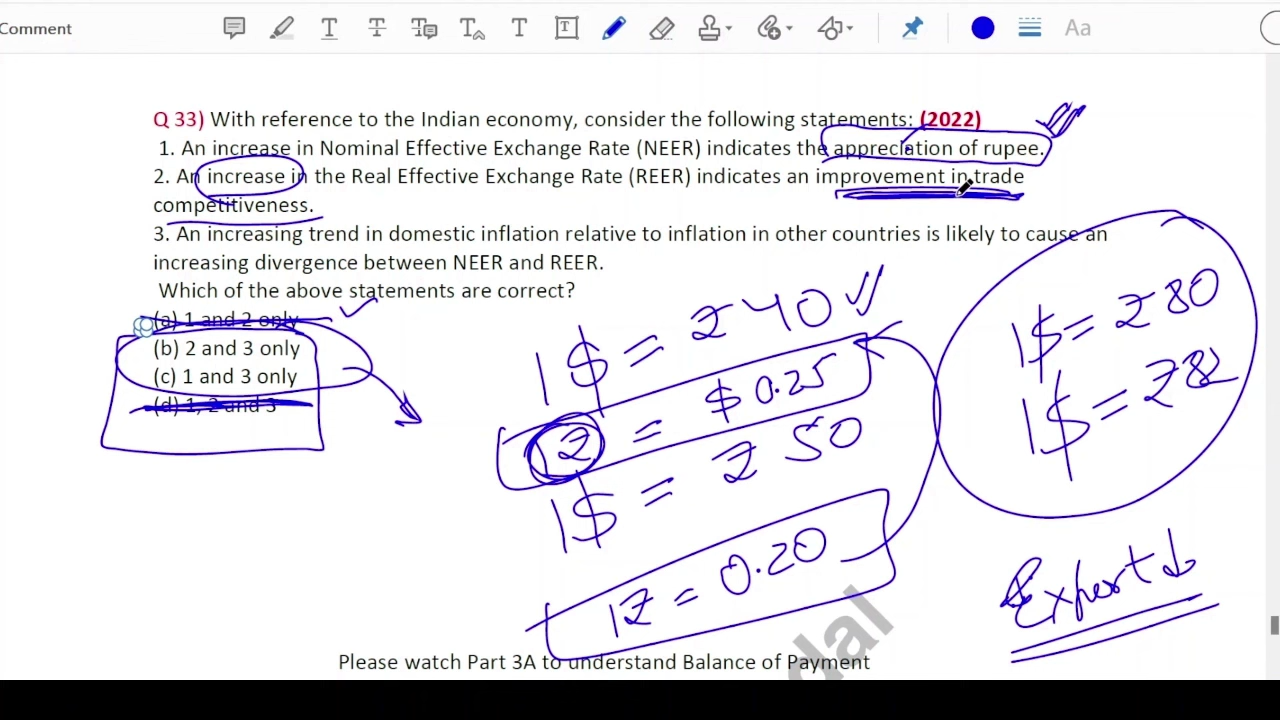 Comment
Aa
Q 33) With reference to the Indian economy, consider the following statements: (2022)
1. An increase in Nominal Effective Exchange Rate (NEER) indicates the appreciation of rupee.
2. An increase in the Real Effective Exchange Rate (REER) indicates an improvement in trade
competitiveness.
3. An increasing trend in domestic inflation relative to inflation in other countries is likely to cause an
increasing divergence between NEER and REER.
Which of the above statements are correct?
(a) 1 and 2 only
(b) 2 and 3 only
(c) 1 and 3 only
(d) 1, 2 and 3
1$ = ₹40
1₹ = $0.25
1$ = ₹50
1₹ = 0.20
1$ = ₹80
1$ = ₹82
Export ↓
dal
Please watch Part 3A to understand Balance of Payment